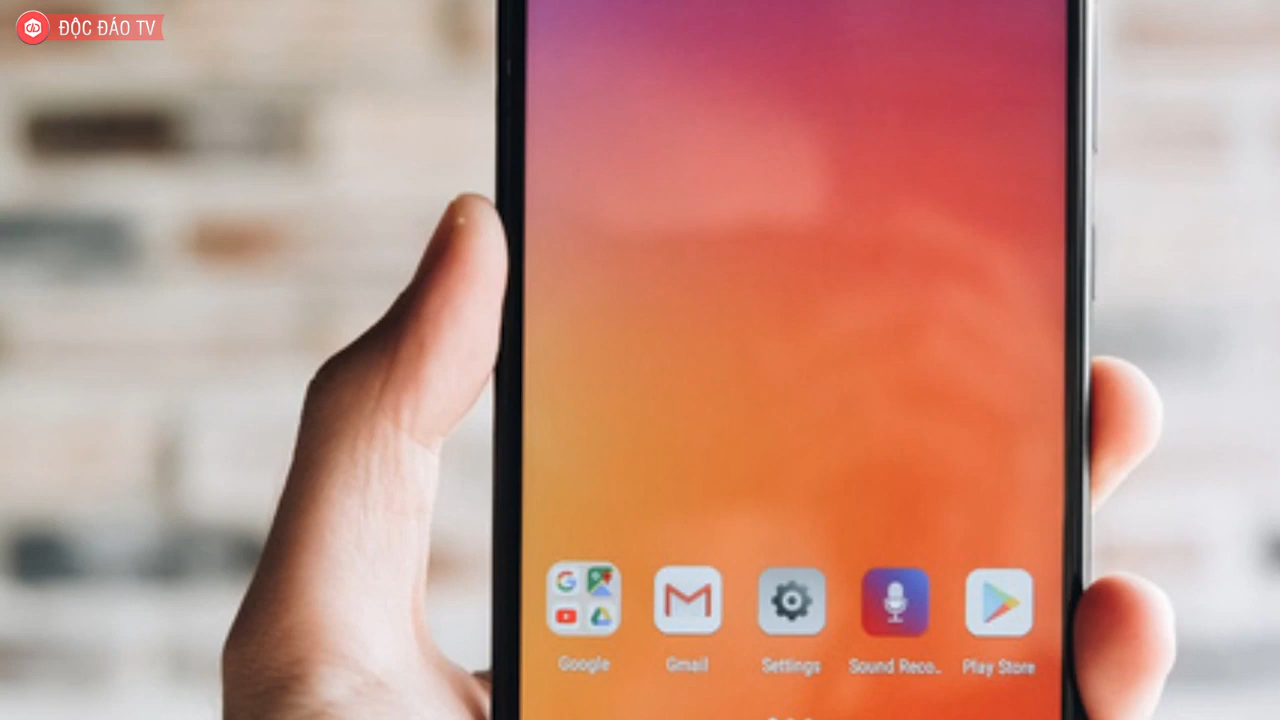 ĐỘC ĐÁO TV
Google
Gmail
Settings
Sound Reco..
Play Store